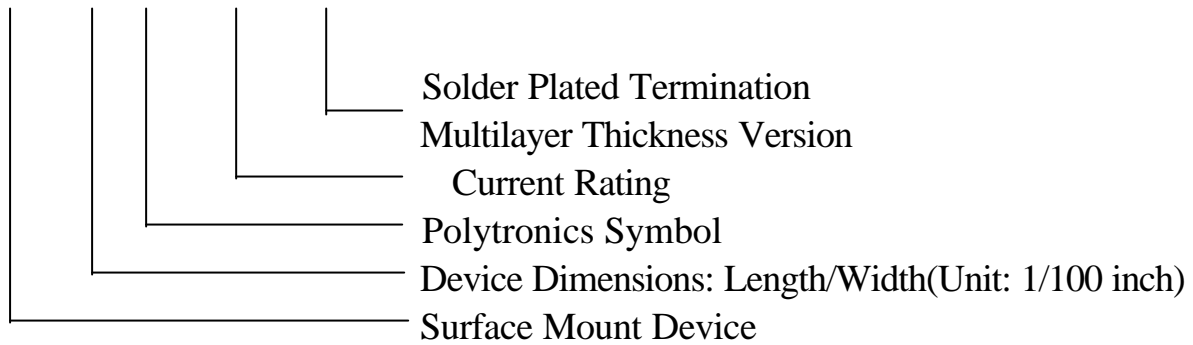 Solder Plated Termination
Multilayer Thickness Version
Current Rating
Polytronics Symbol
Device Dimensions: Length/Width(Unit: 1/100 inch)
Surface Mount Device